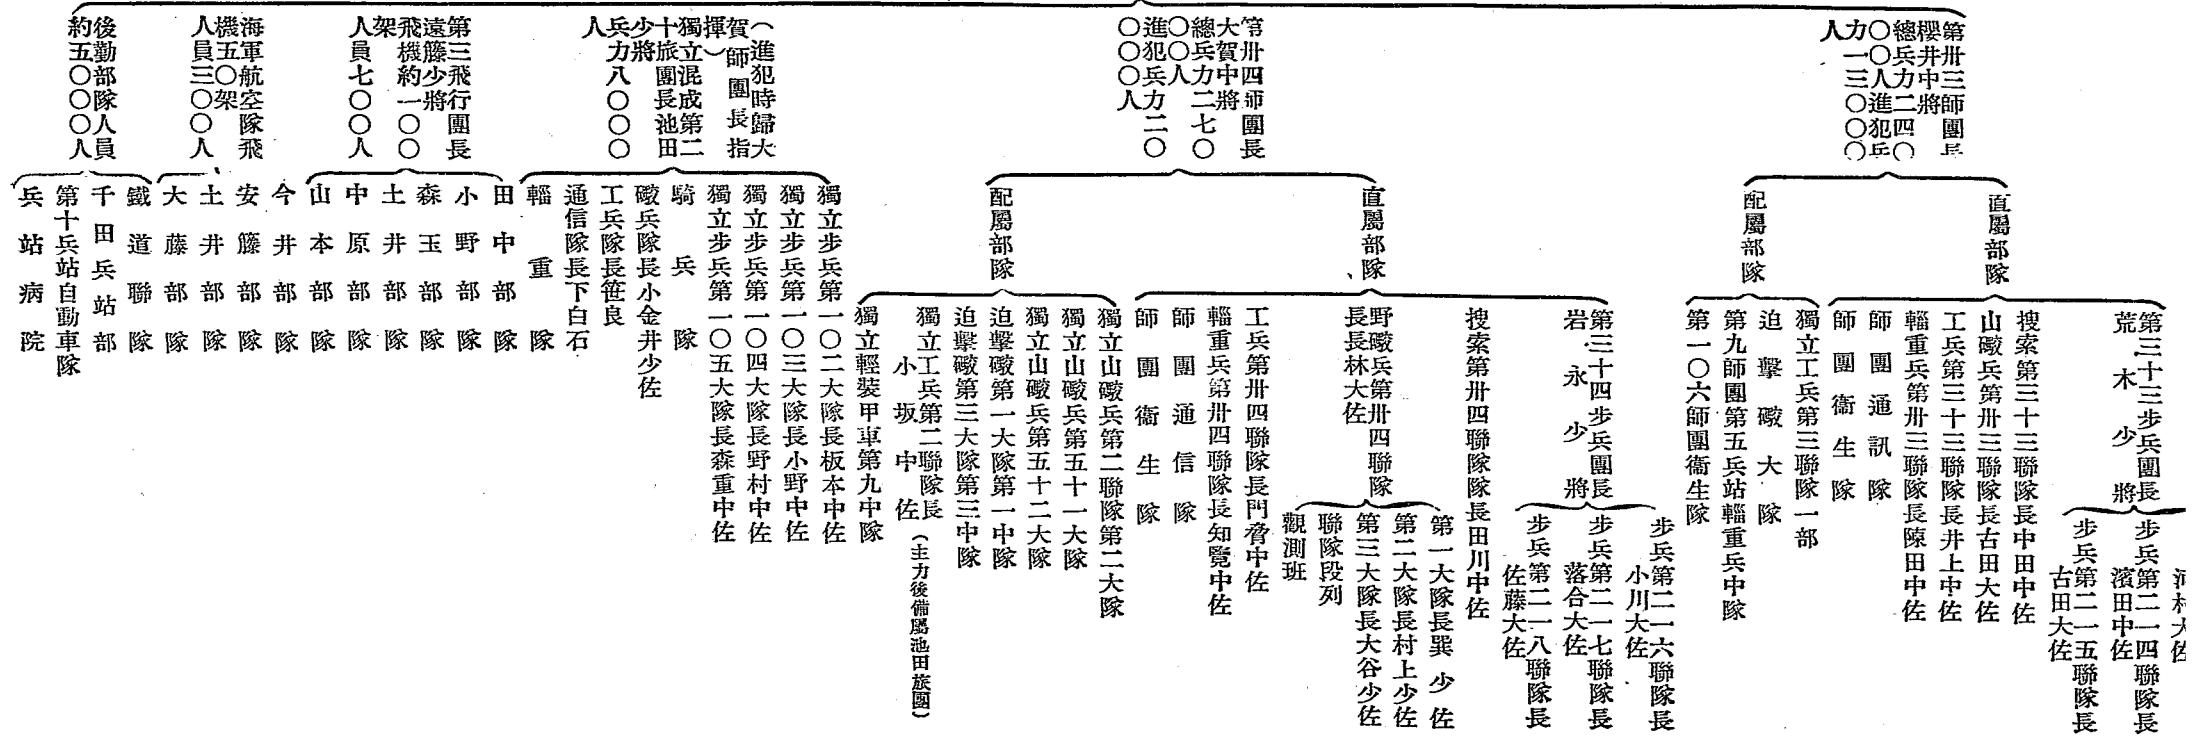 第卅三師團長
櫻井中將
總兵力二四〇
〇〇人進犯兵
力一三〇〇〇
人
直屬部隊
第三十三步兵團長
荒木少將
步兵第二一四聯隊長
濱田中佐
步兵第二一五聯隊長
古田大佐
搜索第三十三聯隊長中田中佐
山礮兵第卅三聯隊長古田大佐
工兵第三十三聯隊長井上中佐
輜重兵第卅三聯隊長陳田中佐
師團通訊隊
師團衞生隊
配屬部隊
獨立工兵第三聯隊一部
迫擊礮大隊
第九師團第五兵站輜重兵中隊
第一〇六師團衞生隊
第卅四師團長
大賀中將
總兵力二七〇
〇〇人
進犯兵力二〇
〇〇〇人
直屬部隊
第三十四步兵團長
岩永少將
步兵第二一六聯隊長
小川大佐
步兵第二一七聯隊長
落合大佐
步兵第二一八聯隊長
佐藤大佐
搜索第卅四聯隊長田川中佐
野礮兵第卅四聯隊
長長林大佐
第一大隊長巽少佐
第二大隊長村上少佐
第三大隊長大谷少佐
聯隊段列
觀測班
工兵第卅四聯隊長門脅中佐
輜重兵第卅四聯隊長知覽中佐
師團通信隊
師團衞生隊
配屬部隊
獨立山礮兵第二聯隊第二大隊
獨立山礮兵第五十一大隊
獨立山礮兵第五十二大隊
迫擊礮第一大隊第一中隊
迫擊礮第三大隊第三中隊
獨立工兵第二聯隊長
小坂中佐(主力後備屬池田旅團)
獨立輕裝甲車第九中隊
(進犯時歸大
賀師團長指
揮)
獨立混成第二
十旅團長池田
少將
兵力八〇〇〇
人
獨立步兵第一〇二大隊長板本中佐
獨立步兵第一〇三大隊長小野中佐
獨立步兵第一〇四大隊長野村中佐
獨立步兵第一〇五大隊長森重中佐
騎兵隊
礮兵隊長小金井少佐
工兵隊長笹良
通信隊長下白石
輜重隊
第三飛行團長
遠藤少將
飛機約一〇〇
架
人員七〇〇人
田中部隊
小野部隊
森玉部隊
土井部隊
中原部隊
山本部隊
海軍航空隊飛
機五〇架
人員三〇〇人
今井部隊
安籐部隊
土井部隊
大藤部隊
後勤部隊人員
約五〇〇〇人
鐵道聯隊
千田兵站部
第十兵站自動車隊
兵站病院